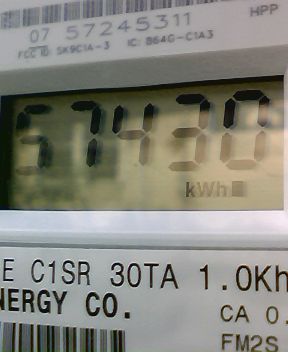 HPP
07 57245311
FCC ID SK9C1A-3 IC: 864G-C1A3
57430
kWh
E C1SR 30TA 1.0Kh
NERGY CO.
CA 0.
FM2S